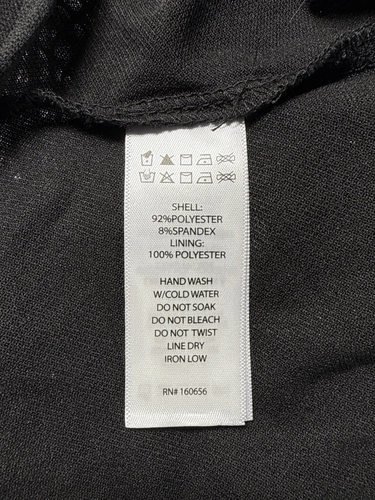 SHELL:
92%POLYESTER
8%SPANDEX
LINING:
100% POLYESTER
HAND WASH
W/COLD WATER
DO NOT SOAK
DO NOT BLEACH
DO NOT TWIST
LINE DRY
IRON LOW
RN# 160656